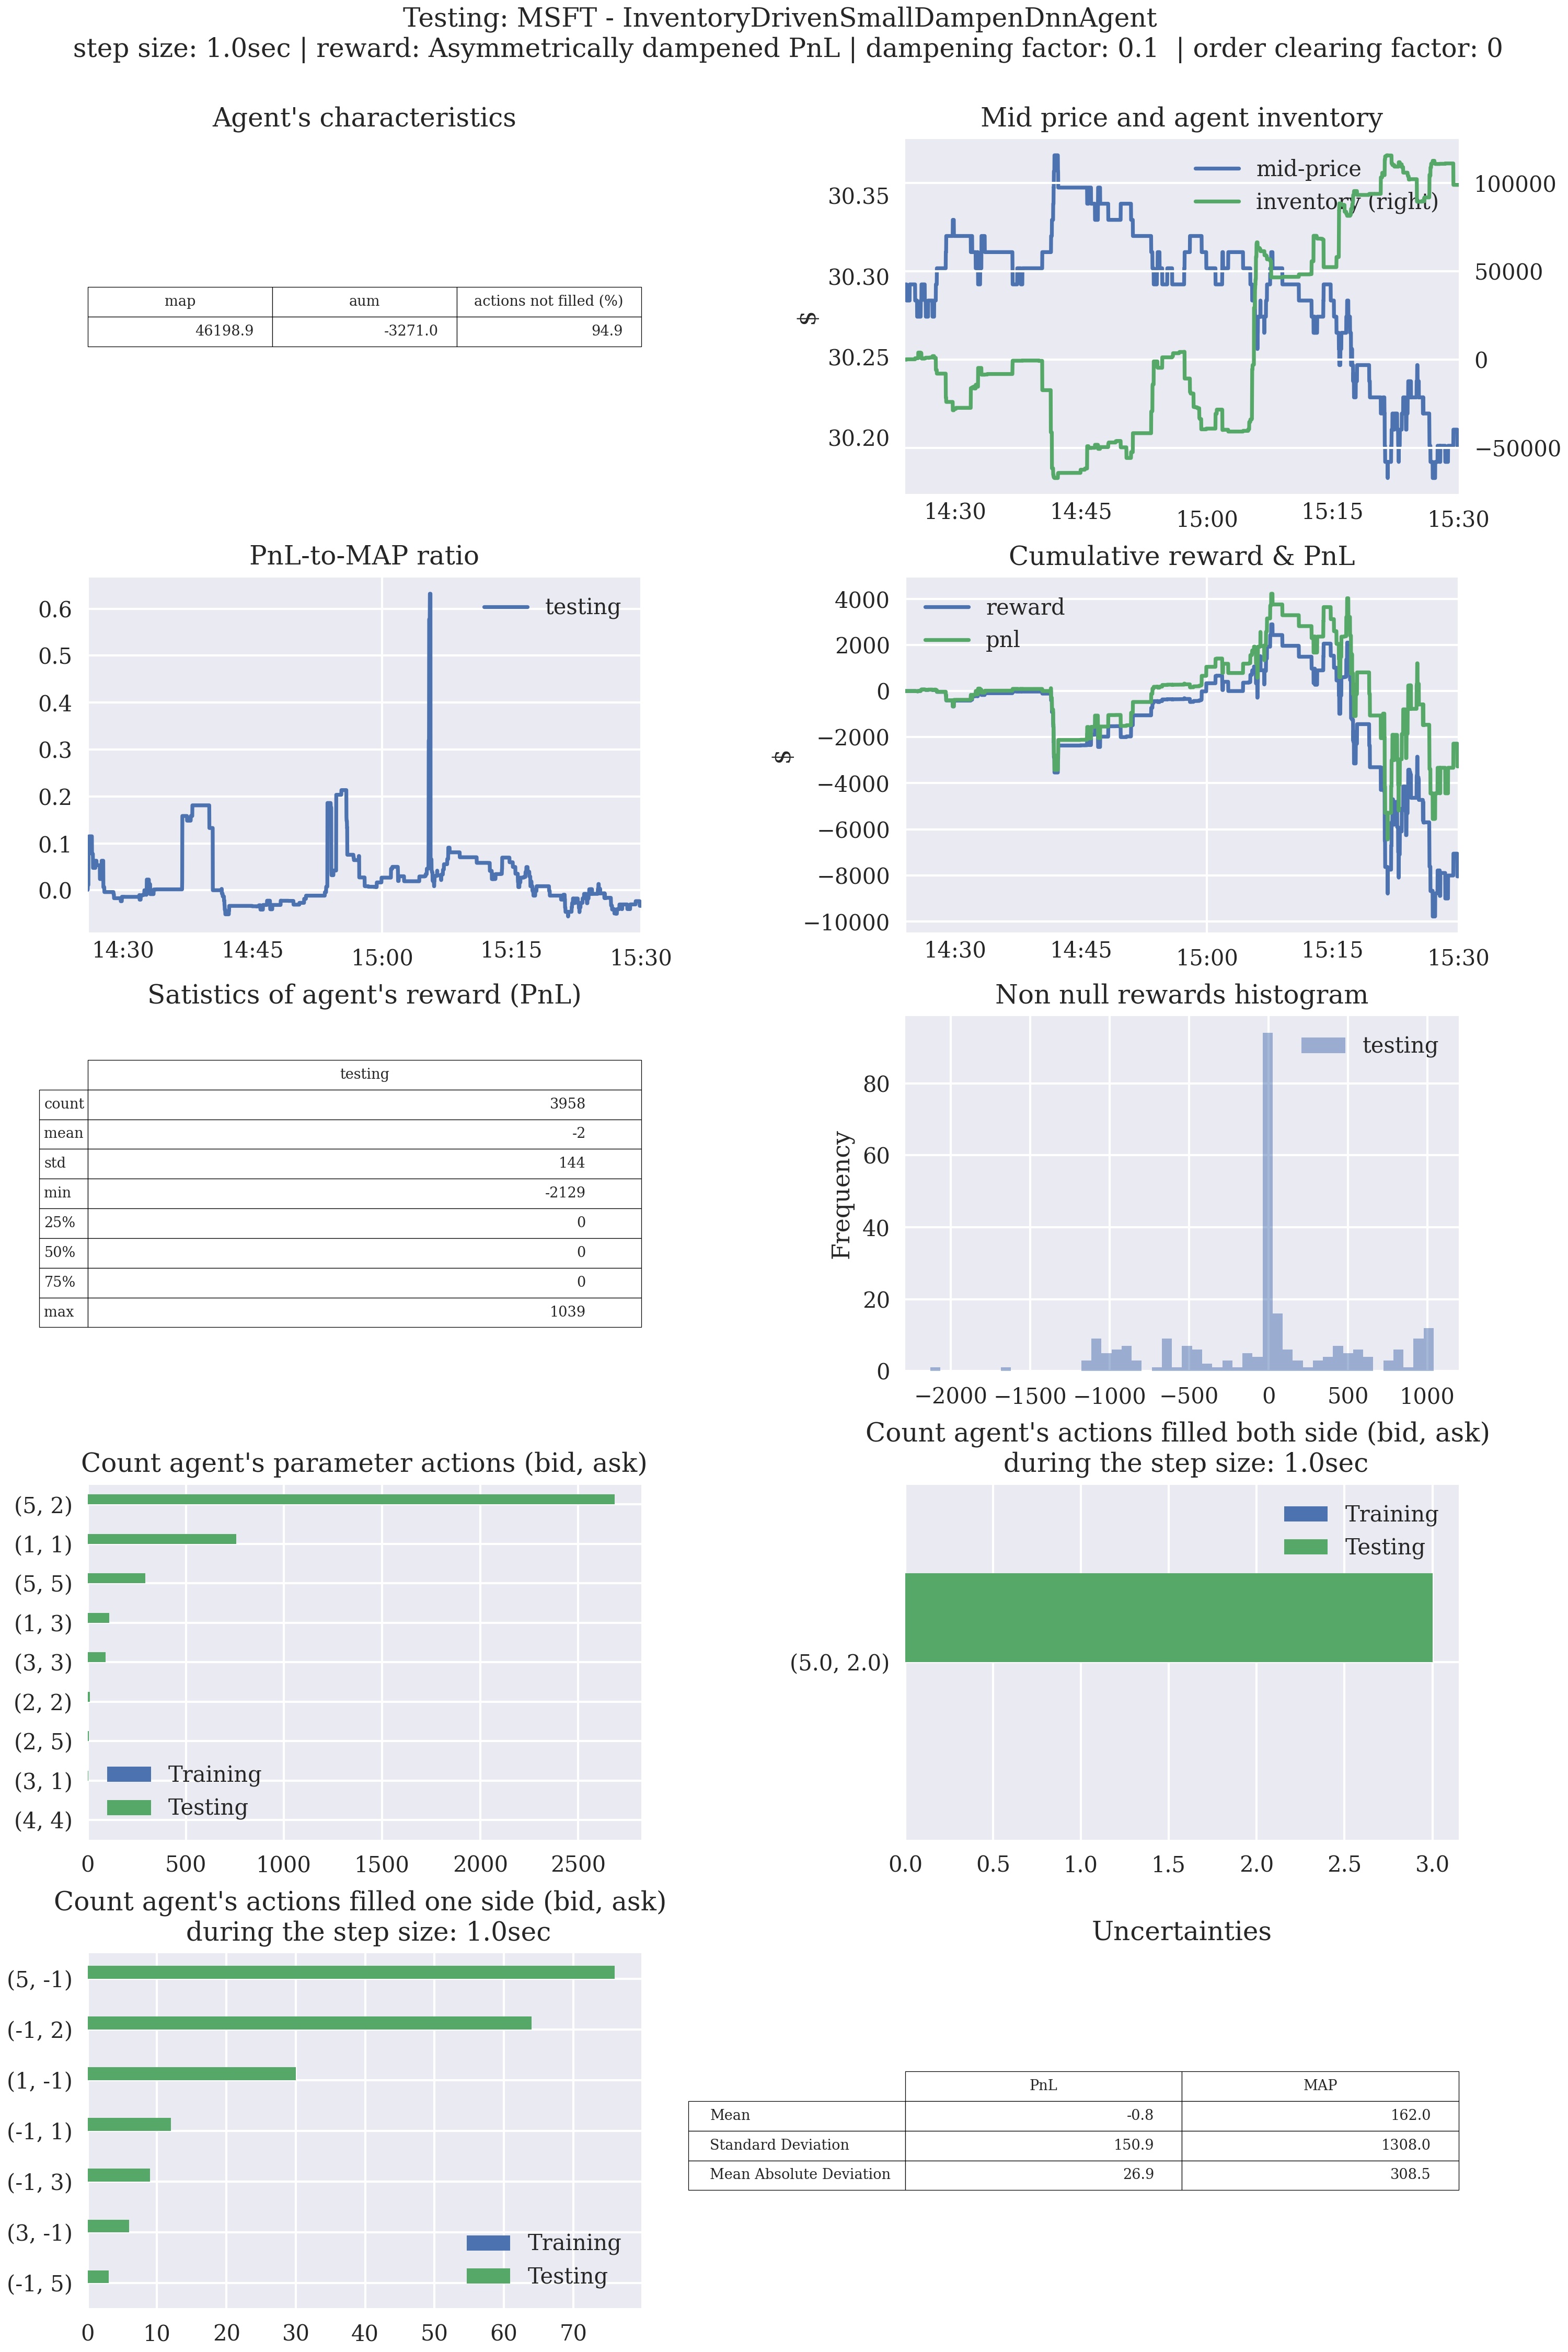 Testing: MSFT - InventoryDrivenSmallDampenDnnAgent
step size: 1.0sec | reward: Asymmetrically dampened PnL | dampening factor: 0.1 | order clearing factor: 0
Agent's characteristics
map aum actions not filled (%)
46198.9 -3271.0 94.9
Mid price and agent inventory
mid-price
inventory (right)
30.35
30.30
30.25
30.20
$
100000
50000
0
−50000
14:30 14:45 15:00 15:15 15:30
PnL-to-MAP ratio
testing
0.6
0.5
0.4
0.3
0.2
0.1
0.0
14:30 14:45 15:00 15:15 15:30
Cumulative reward & PnL
reward
pnl
4000
2000
0
−2000
−4000
−6000
−8000
−10000
$
14:30 14:45 15:00 15:15 15:30
Satistics of agent's reward (PnL)
testing
count 3958
mean -2
std 144
min -2129
25% 0
50% 0
75% 0
max 1039
Non null rewards histogram
testing
80
60
40
20
0
Frequency
−2000 −1500 −1000 −500 0 500 1000
Count agent's parameter actions (bid, ask)
(5, 2)
(1, 1)
(5, 5)
(1, 3)
(3, 3)
(2, 2)
(2, 5)
(3, 1)
(4, 4)
Training
Testing
0 500 1000 1500 2000 2500
Count agent's actions filled both side (bid, ask)
during the step size: 1.0sec
Training
Testing
(5.0, 2.0)
0.0 0.5 1.0 1.5 2.0 2.5 3.0
Count agent's actions filled one side (bid, ask)
during the step size: 1.0sec
(5, -1)
(-1, 2)
(1, -1)
(-1, 1)
(-1, 3)
(3, -1)
(-1, 5)
Training
Testing
0 10 20 30 40 50 60 70
Uncertainties
PnL MAP
Mean -0.8 162.0
Standard Deviation 150.9 1308.0
Mean Absolute Deviation 26.9 308.5